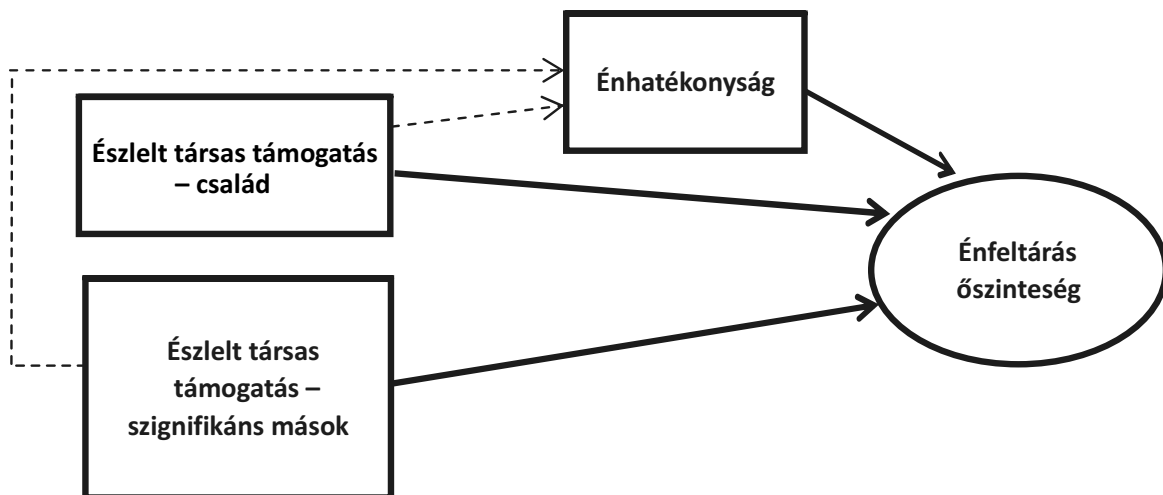 Énhatékonyság
Észlelt társas támogatás
– család
Énfeltárás
őszinteség
Észlelt társas
támogatás –
szignifikáns mások